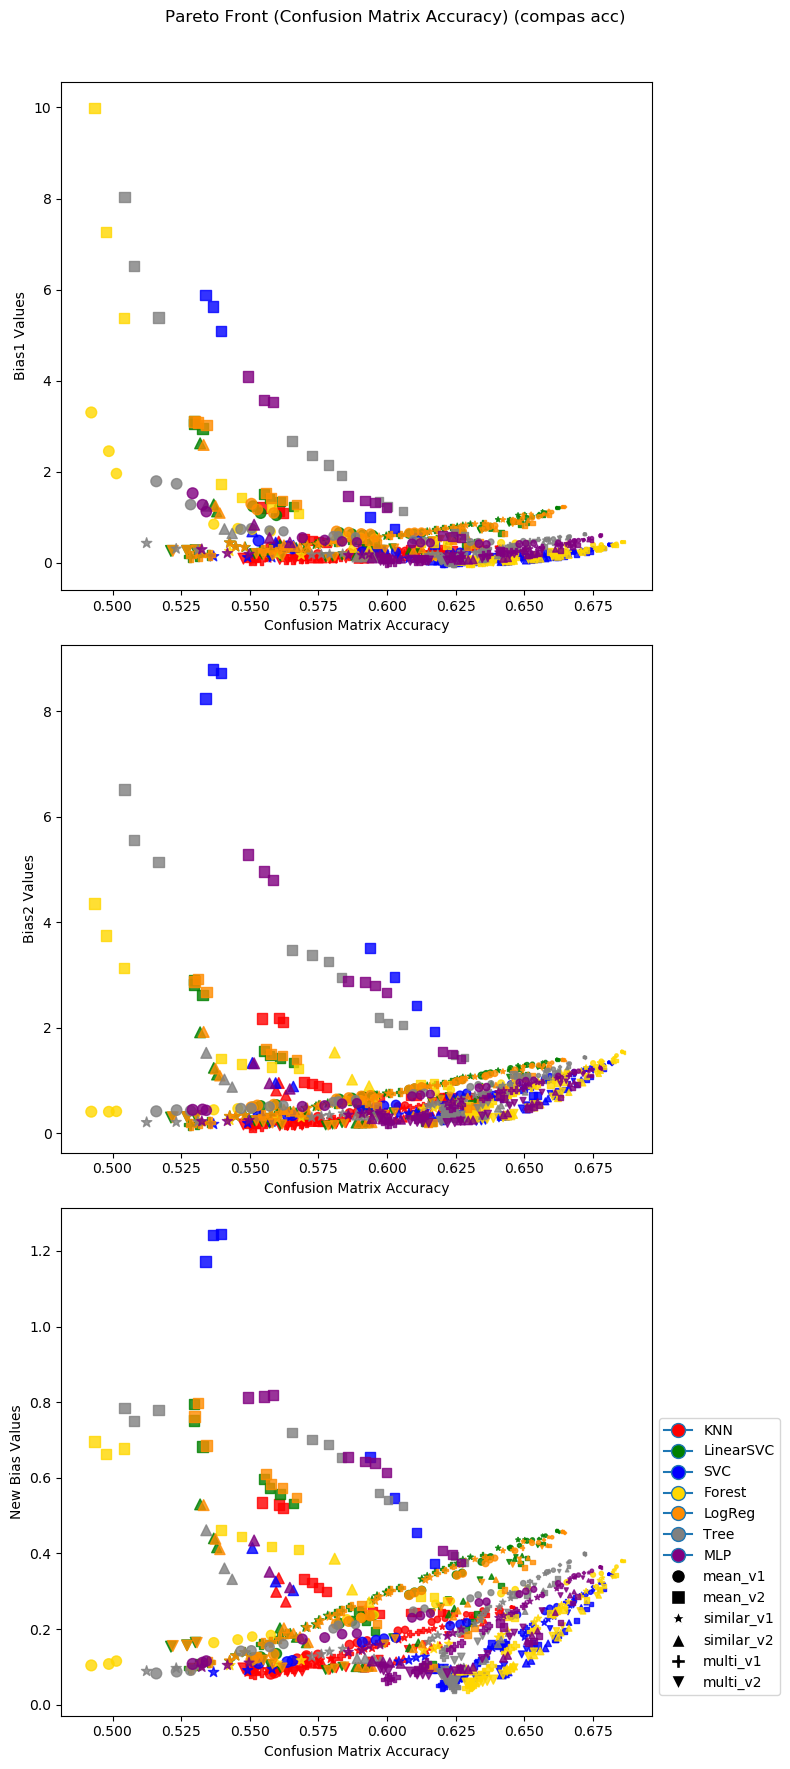 Pareto Front (Confusion Matrix Accuracy) (compas acc)
10
8
6
4
2
0
Bias1 Values
0.500 0.525 0.550 0.575 0.600 0.625 0.650 0.675
Confusion Matrix Accuracy
8
6
4
2
0
Bias2 Values
0.500 0.525 0.550 0.575 0.600 0.625 0.650 0.675
Confusion Matrix Accuracy
1.2
1.0
0.8
0.6
0.4
0.2
0.0
New Bias Values
0.500 0.525 0.550 0.575 0.600 0.625 0.650 0.675
Confusion Matrix Accuracy
KNN
LinearSVC
SVC
Forest
LogReg
Tree
MLP
mean_v1
mean_v2
similar_v1
similar_v2
multi_v1
multi_v2